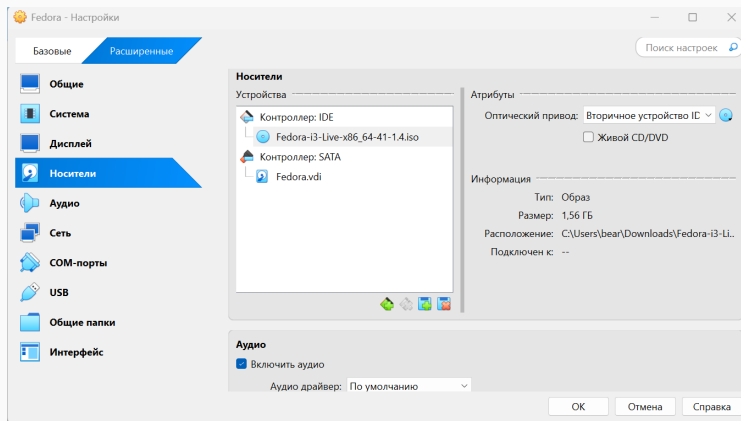 Fedora - Настройки
Базовые
Расширенные
Поиск настроек
Общие
Система
Дисплей
Носители
Аудио
Сеть
COM-порты
USB
Общие папки
Интерфейс
Носители
Устройства
Контроллер: IDE
Fedora-i3-Live-x86_64-41-1.4.iso
Контроллер: SATA
Fedora.vdi
Атрибуты
Оптический привод: Вторичное устройство IC
Живой CD/DVD
Информация
Тип: Образ
Размер: 1,56 ГБ
Расположение: C:\Users\bear\Downloads\Fedora-i3-Li..
Подключен к: --
Аудио
Включить аудио
Аудио драйвер: По умолчанию
ОК
Отмена
Справка